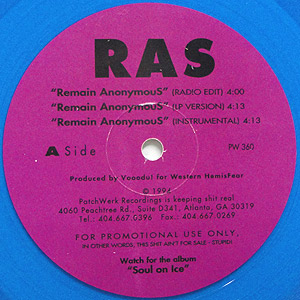 RAS
"Remain AnonymouS" (RADIO EDIT) 4:00
"Remain AnonymouS" (LP VERSION) 4:13
"Remain AnonymouS" (INSTRUMENTAL) 4:13
A Side
PW 360
Produced by Vooodu! for Western HemisFear
© 1994
PatchWerk Recordings is keeping shit real
4060 Peachtree Rd., Suite D341, Atlanta, GA 30319
Tel. 404.667.0396 Fax: 404.667.0269
FOR PROMOTIONAL USE ONLY,
IN OTHER WORDS, THIS SHIT AIN'T FOR SALE - STUPID!
Watch for the album
"Soul on Ice"